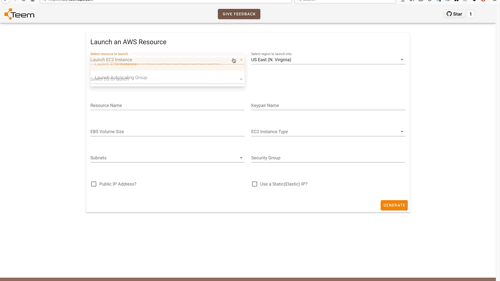 Teem
GIVE FEEDBACK
Star 1
Launch an AWS Resource
Select resource to launch
Launch EC2 Instance
Select region to launch into
US East (N. Virginia)
Launch Autoscaling Group
Resource Name
Keypair Name
EBS Volume Size
EC2 Instance Type
Subnets
Security Group
Public IP Address?
Use a Static(Elastic) IP?
GENERATE